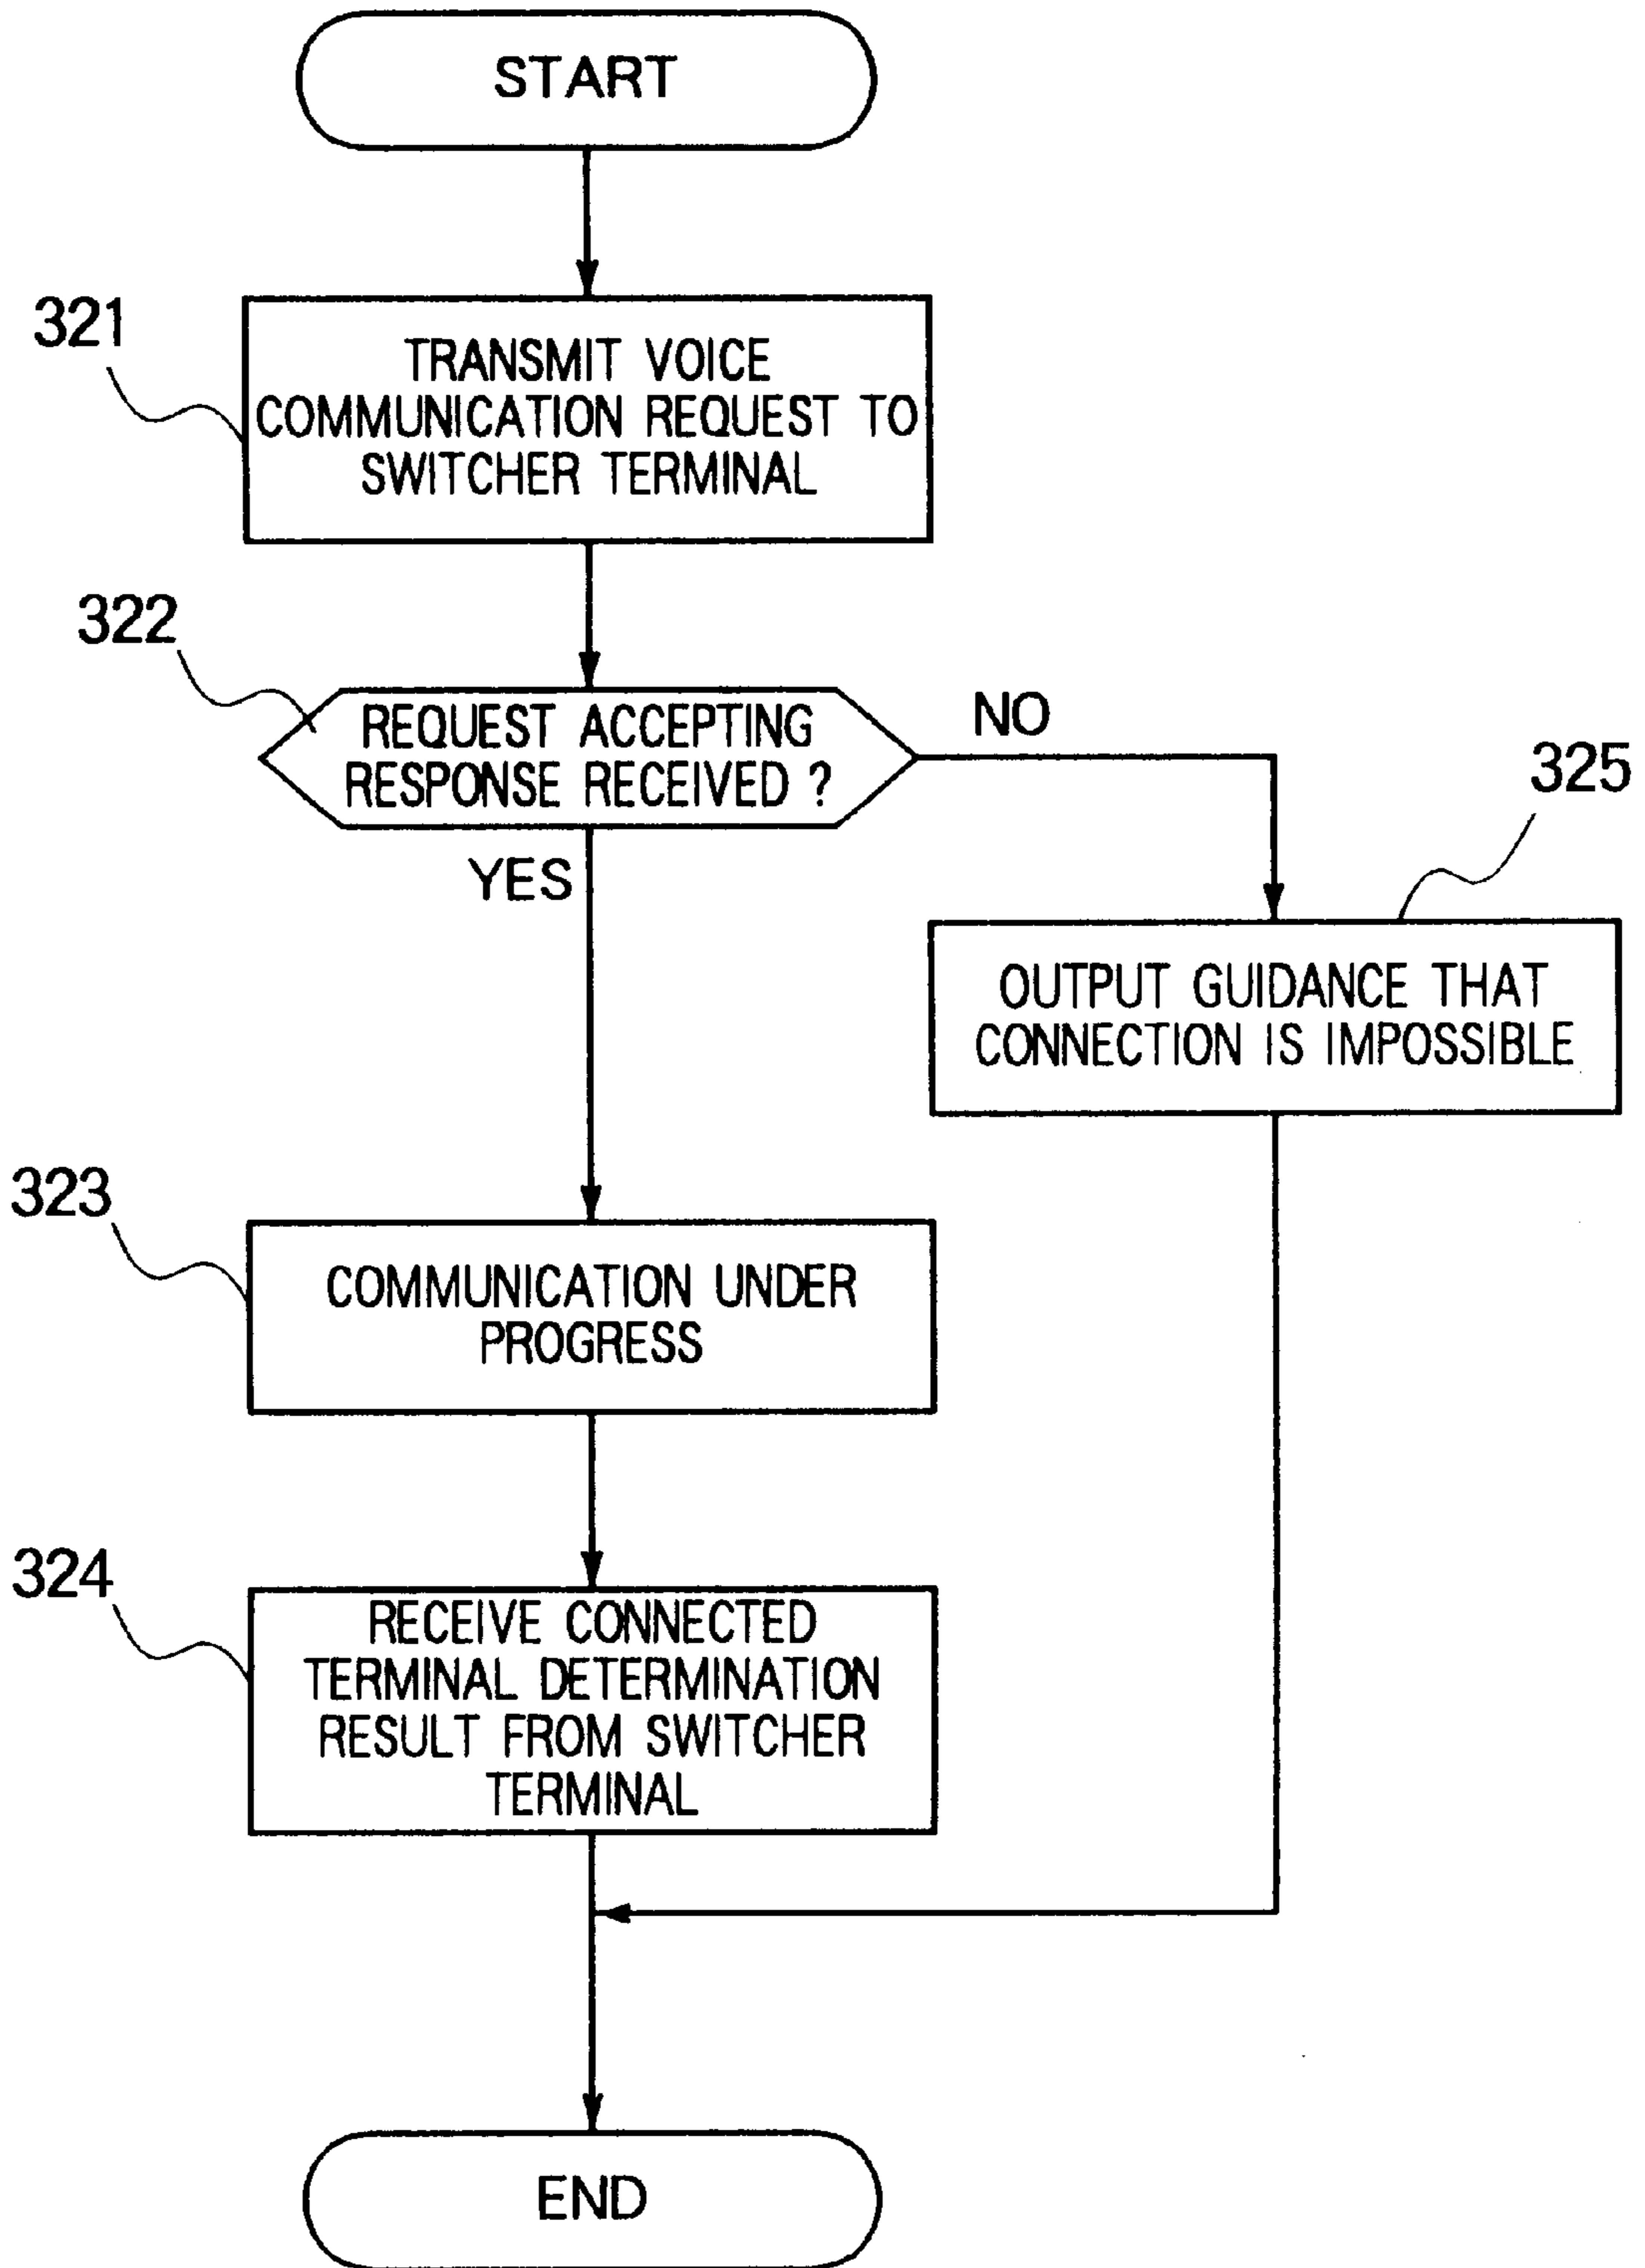 START
321
TRANSMIT VOICE
COMMUNICATION REQUEST TO
SWITCHER TERMINAL
322
REQUEST ACCEPTING
RESPONSE RECEIVED ?
NO
YES
325
OUTPUT GUIDANCE THAT
CONNECTION IS IMPOSSIBLE
323
COMMUNICATION UNDER
PROGRESS
324
RECEIVE CONNECTED
TERMINAL DETERMINATION
RESULT FROM SWITCHER
TERMINAL
END